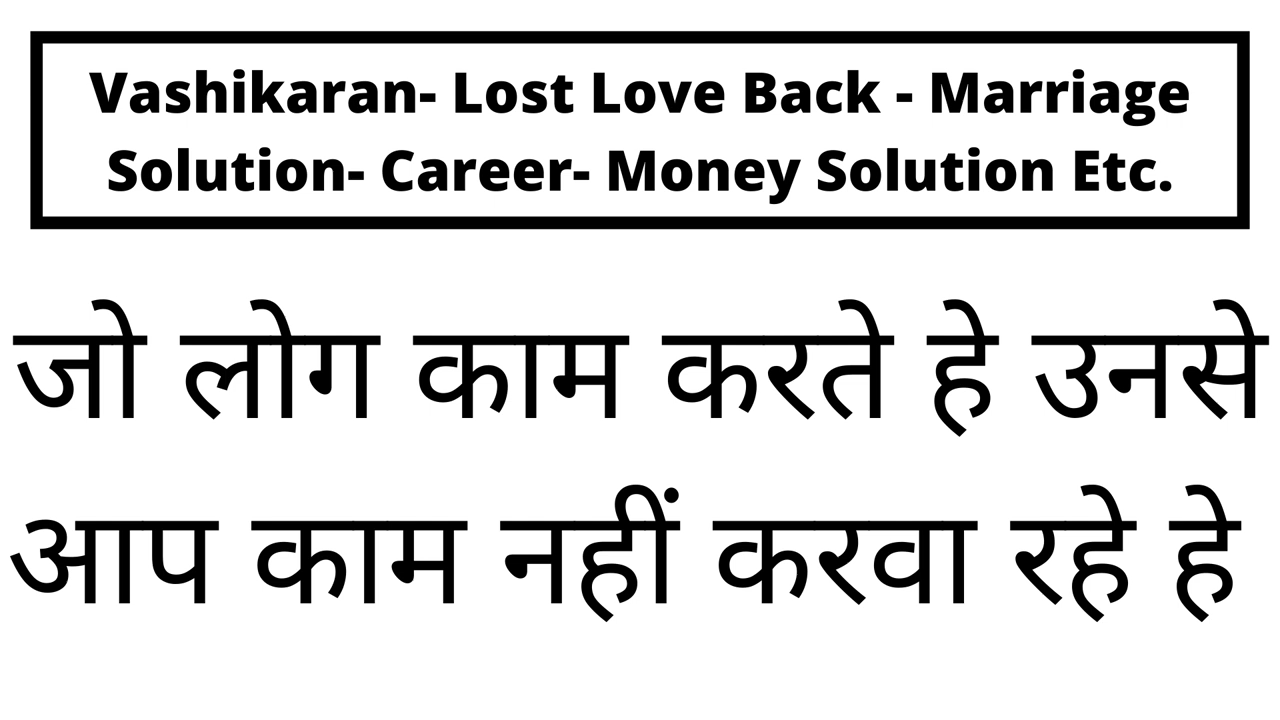 Vashikaran- Lost Love Back - Marriage
Solution- Career- Money Solution Etc.
जो लोग काम करते हे उनसे
आप काम नहीं करवा रहे हे